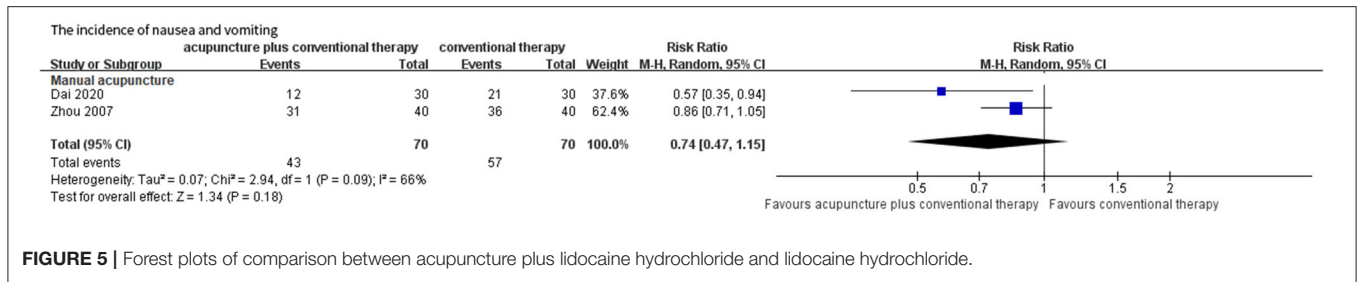 The incidence of nausea and vomiting
acupuncture plus conventional therapy conventional therapy Risk Ratio Risk Ratio
Study or Subgroup Events Total Events Total Weight M-H, Random, 95% CI M-H, Random, 95% CI
Manual acupuncture
Dai 2020 12 30 21 30 37.6% 0.57 [0.35, 0.94]
Zhou 2007 31 40 36 40 62.4% 0.86 [0.71, 1.05]
Total (95% CI) 70 70 100.0% 0.74 [0.47, 1.15]
Total events 43 57
Heterogeneity: Tau² = 0.07; Chi² = 2.94, df = 1 (P = 0.09); I² = 66%
Test for overall effect: Z = 1.34 (P = 0.18)
0.5 0.7 1 1.5 2
Favours acupuncture plus conventional therapy Favours conventional therapy
FIGURE 5 | Forest plots of comparison between acupuncture plus lidocaine hydrochloride and lidocaine hydrochloride.